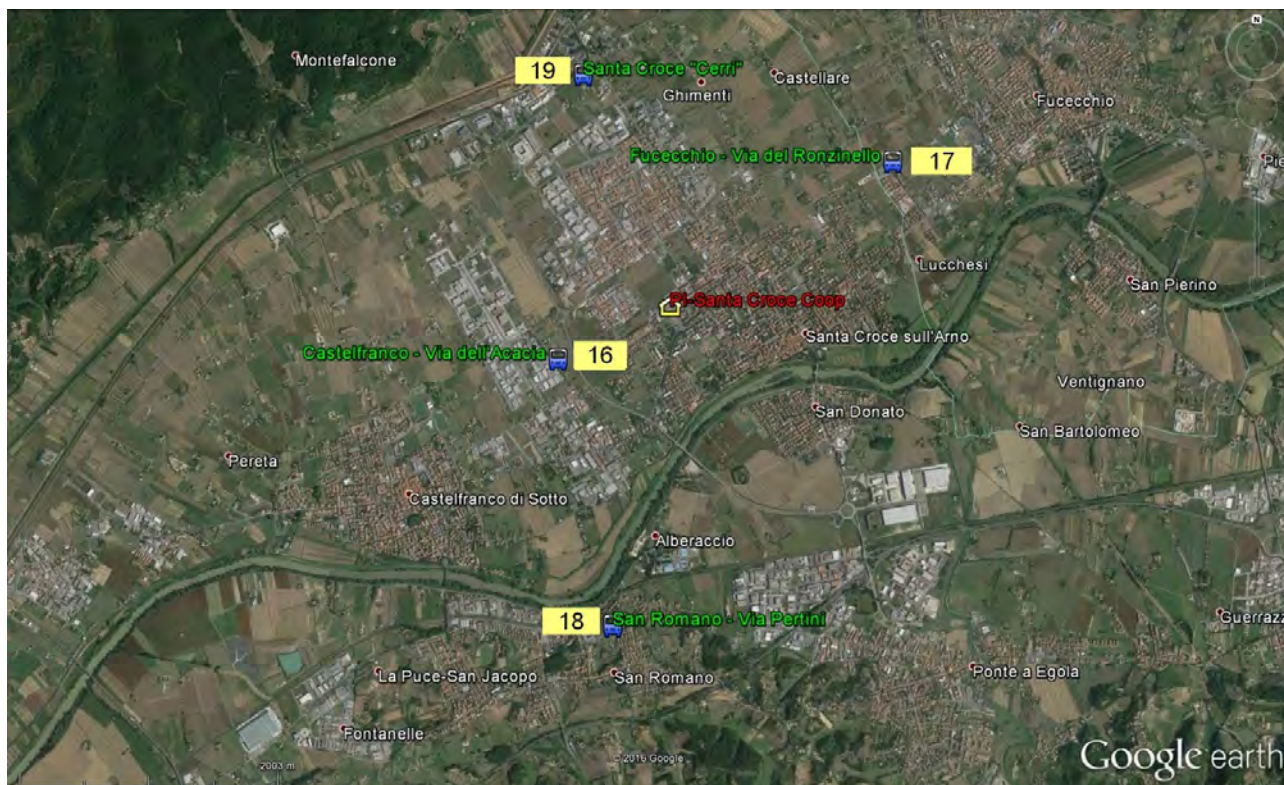 N
Montefalcone
19
Santa Croce "Cerri"
Ghimenti
Castellare
Fucecchio
Fucecchio - Via del Ronzinello
17
Pie
Lucchesi
San Pierino
PI-Santa Croce Coop
Santa Croce sull'Arno
Castelfranco - Via dell'Acacia
16
Ventignano
San Donato
San Bartolomeo
Pereta
Castelfranco di Sotto
Alberaccio
18
San Romano - Via Pertini
Guerrazz
La Puce-San Jacopo
San Romano
Ponte a Egola
Fontanelle
2003 m
© 2016 Google
Google earth